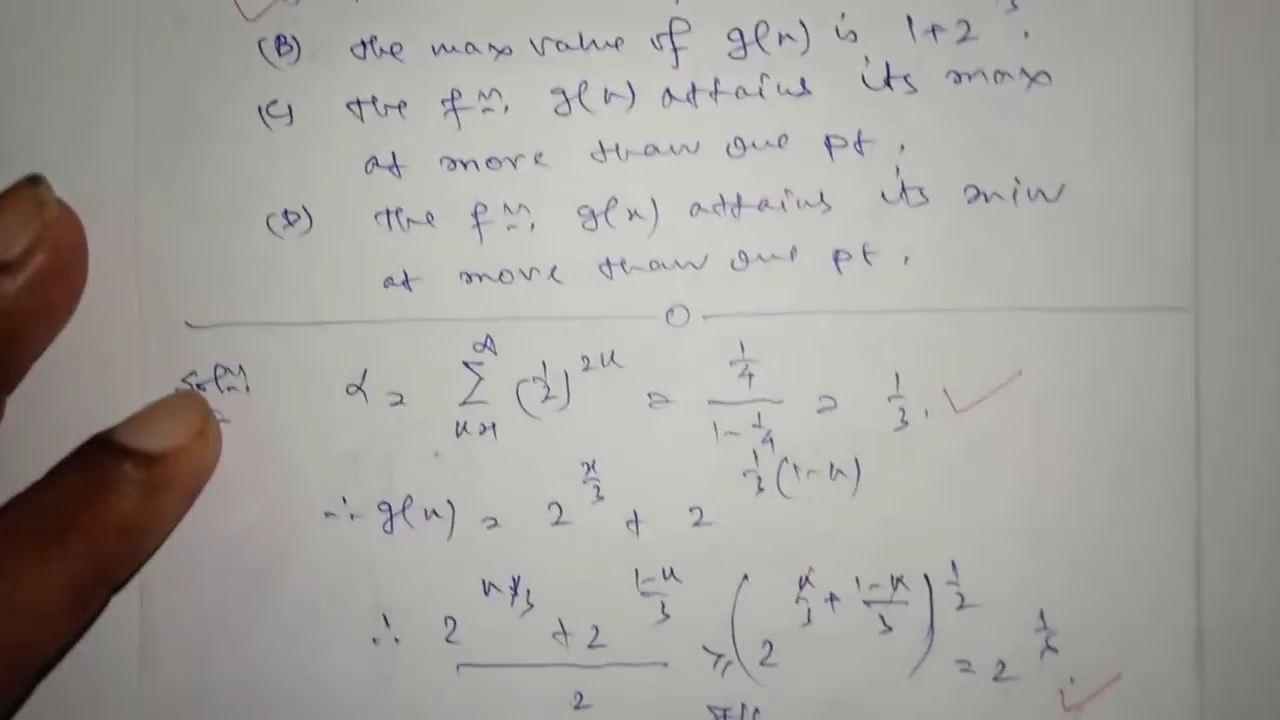 (B) the max value of g(x) is 1+2
(C) the fn, g(x) attains its max
at more than one pt.
(D) the fn, g(x) attains its min
at more than one pt.
Soln
α = ∑_{k=1}^{∞} (1/2)^{2k} = (1/4)/(1-1/4) = 1/3.
∴ g(x) = 2^{x/3} + 2^{1/3(1-x)}
∴ (2^{x/3} + 2^{(1-x)/3})/2 ≥ (2^{x/3 + (1-x)/3})^{1/2} = 2